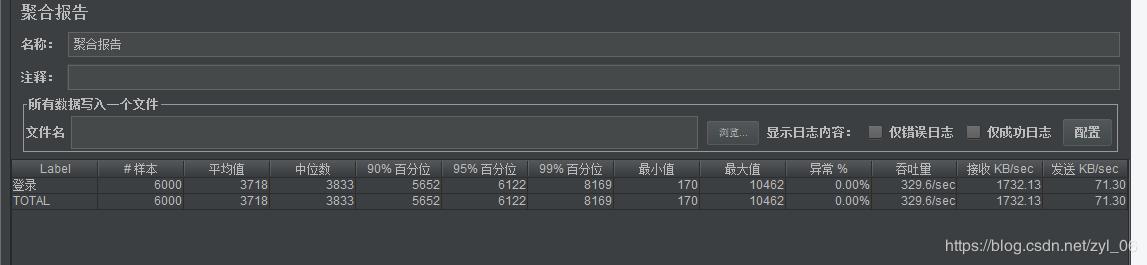 聚合报告
名称： 聚合报告
注释：
所有数据写入一个文件
文件名 浏览... 显示日志内容： 仅错误日志 仅成功日志 配置
Label # 样本 平均值 中位数 90% 百分位 95% 百分位 99% 百分位 最小值 最大值 异常 % 吞吐量 接收 KB/sec 发送 KB/sec
登录 6000 3718 3833 5652 6122 8169 170 10462 0.00% 329.6/sec 1732.13 71.30
TOTAL 6000 3718 3833 5652 6122 8169 170 10462 0.00% 329.6/sec 1732.13 71.30
https://blog.csdn.net/zyl_06